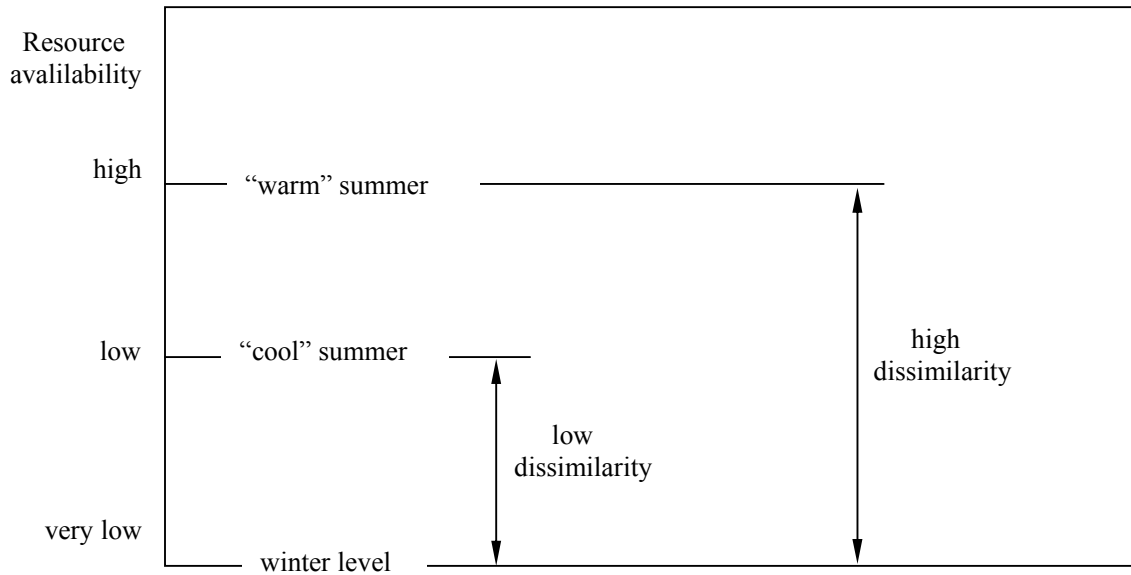 Resource
avalilability
high
“warm” summer
low
“cool” summer
high
dissimilarity
low
dissimilarity
very low
winter level